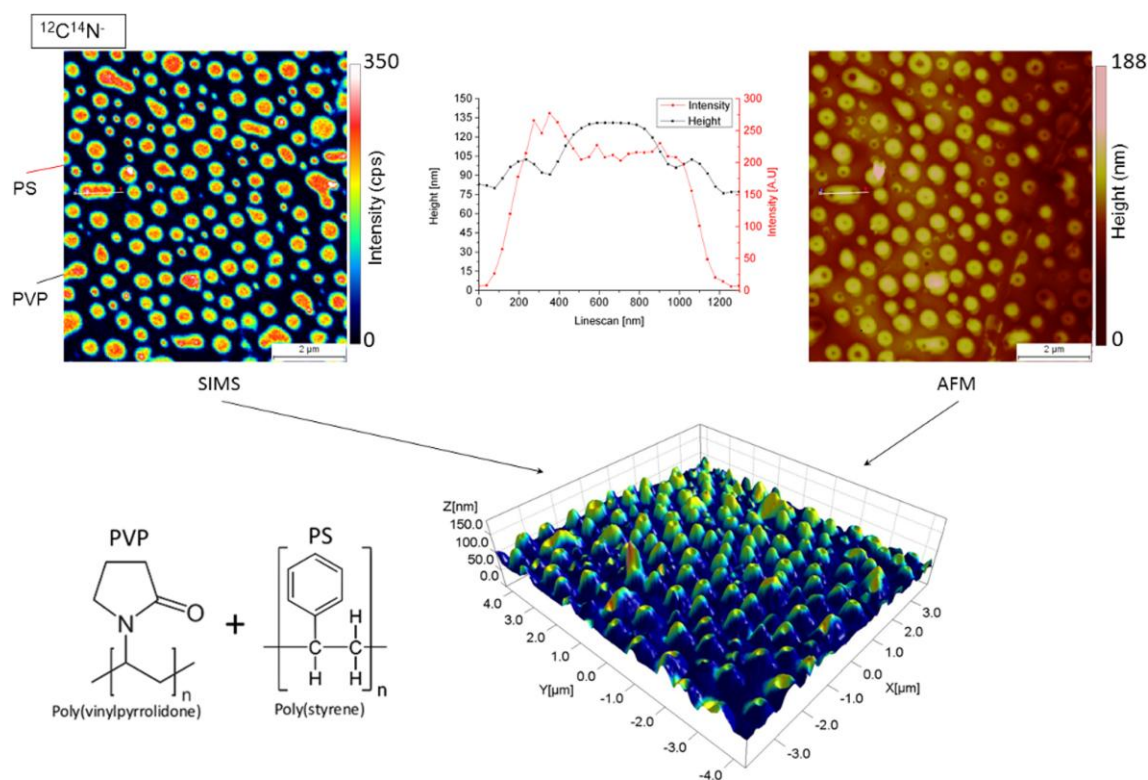 ¹²C¹⁴N⁻
350
Intensity (cps)
0
PS
PVP
2 µm
SIMS
Intensity
Height
Height [nm]
150
135
120
105
90
75
60
45
30
15
0
0
200
400
600
800
1000
1200
Linescan [nm]
300
250
200
150
100
50
0
Intensity [A.U]
188
Height (nm)
0
2 µm
AFM
PVP
N
O
n
Poly(vinylpyrrolidone)
+
PS
H
C
C
H
H
n
Poly(styrene)
Z[nm]
150.0
100.0
50.0
0.0
4.0
3.0
2.0
1.0
0.0
-1.0
-2.0
-3.0
-4.0
Y[µm]
3.0
2.0
1.0
0.0
-1.0
-2.0
-3.0
X[µm]